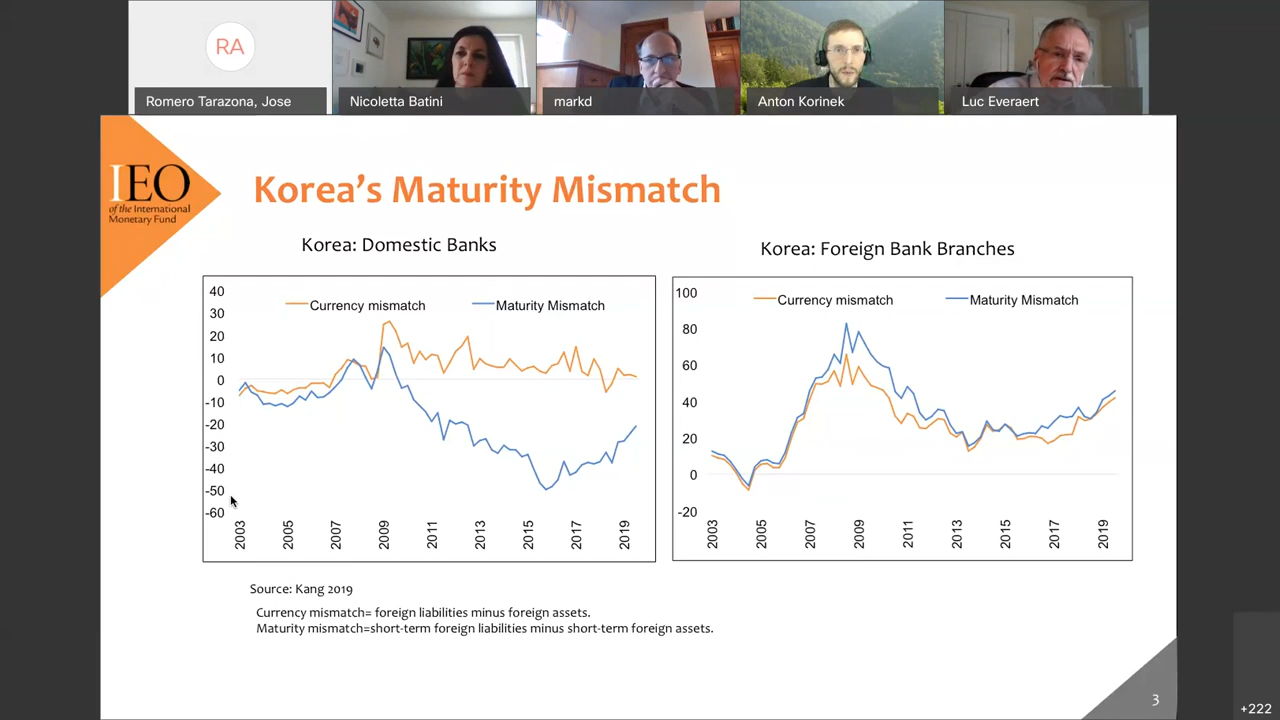 RA
Romero Tarazona, Jose
Nicoletta Batini
markd
Anton Korinek
Luc Everaert
IEO
of the International
Monetary Fund
Korea's Maturity Mismatch
Korea: Domestic Banks
40
30
20
10
0
-10
-20
-30
-40
-50
-60
Currency mismatch
Maturity Mismatch
2003
2005
2007
2009
2011
2013
2015
2017
2019
Korea: Foreign Bank Branches
100
80
60
40
20
0
-20
Currency mismatch
Maturity Mismatch
2003
2005
2007
2009
2011
2013
2015
2017
2019
Source: Kang 2019
Currency mismatch= foreign liabilities minus foreign assets.
Maturity mismatch=short-term foreign liabilities minus short-term foreign assets.
3
+222